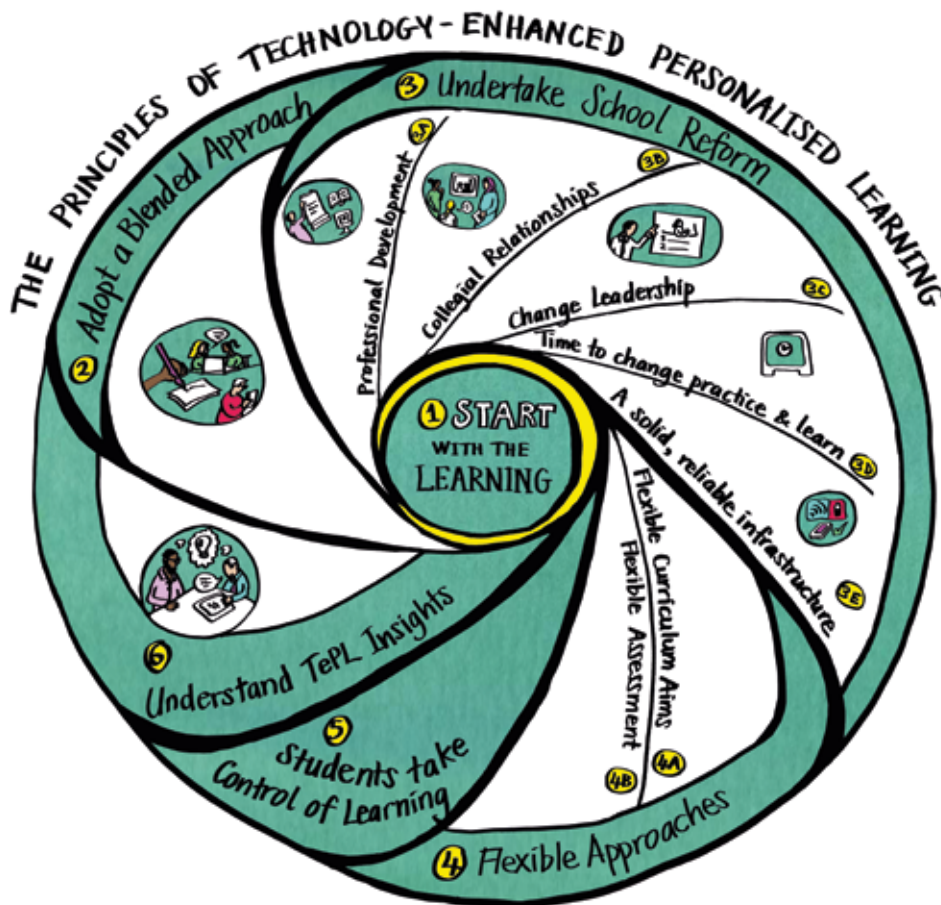 THE PRINCIPLES OF TECHNOLOGY-ENHANCED PERSONALISED LEARNING
1 START
WITH THE
LEARNING
2 Adopt a Blended Approach
3 Undertake School Reform
3A
Professional Development
3B
Collegial Relationships
3C
Change Leadership
Time to change practice & learn 3D
A solid, reliable infrastructure 3E
4 Flexible Approaches
Flexible Curriculum Aims 4A
Flexible Assessment 4B
5
Students take
Control of Learning
6
Understand TePL Insights